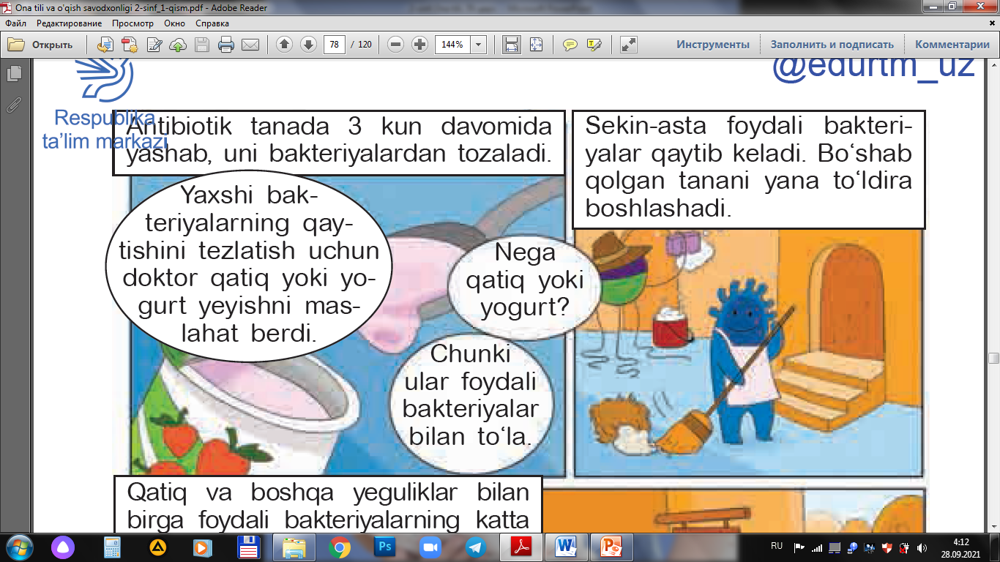 Ona tili va o'qish savodxonligi 2-sinf_1-qism.pdf - Adobe Reader
Файл Редактирование Просмотр Окно Справка
Открыть 78 / 120 144% Инструменты Заполнить и подписать Комментарии
@edurtm_uz
Respublika
ta’lim markazi
Antibiotik tanada 3 kun davomida
yashab, uni bakteriyalardan tozaladi.
Sekin-asta foydali bakteri-
yalar qaytib keladi. Bo‘shab
qolgan tanani yana to‘ldira
boshlashadi.
Yaxshi bak-
teriyalarning qay-
tishini tezlatish uchun
doktor qatiq yoki yo-
gurt yeyishni mas-
lahat berdi.
Nega
qatiq yoki
yogurt?
Chunki
ular foydali
bakteriyalar
bilan to‘la.
Qatiq va boshqa yeguliklar bilan
birga foydali bakteriyalarning katta
Ps
W
P
RU
4:12
28.09.2021